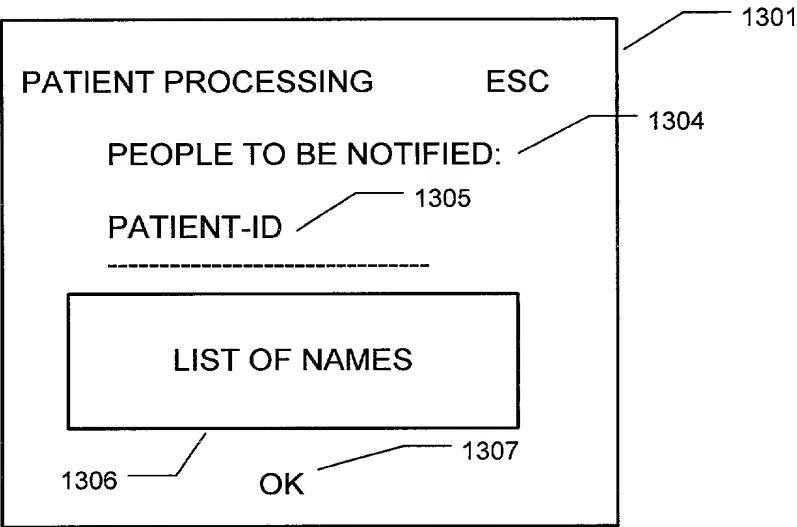 1301
PATIENT PROCESSING ESC
1304
PEOPLE TO BE NOTIFIED:
1305
PATIENT-ID
------------------------------
LIST OF NAMES
1306
1307
OK